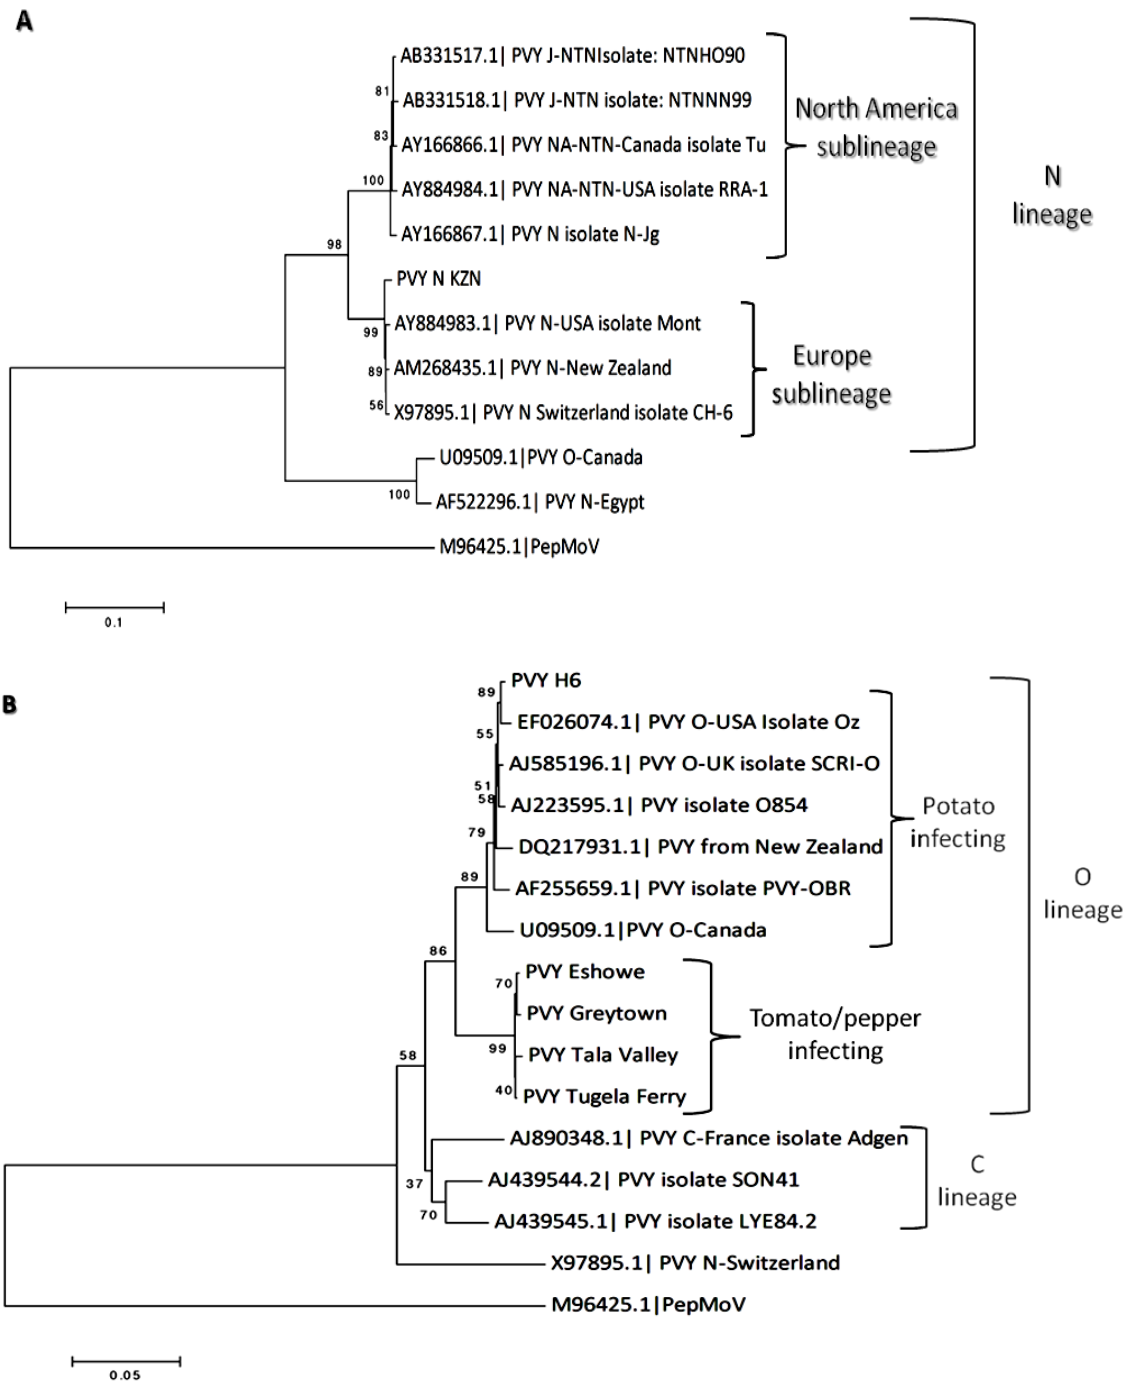 A
AB331517.1| PVY J-NTNIsolate: NTNHO90
81
AB331518.1| PVY J-NTN isolate: NTNNN99
North America
sublineage
83
AY166866.1| PVY NA-NTN-Canada isolate Tu
100
AY884984.1| PVY NA-NTN-USA isolate RRA-1
N
lineage
AY166867.1| PVY N isolate N-Jg
98
PVY N KZN
AY884983.1| PVY N-USA isolate Mont
99
Europe
sublineage
AM268435.1| PVY N-New Zealand
89
56
X97895.1| PVY N Switzerland isolate CH-6
U09509.1|PVY O-Canada
100
AF522296.1| PVY N-Egypt
M96425.1|PepMoV
0.1
B
PVY H6
89
EF026074.1| PVY O-USA Isolate Oz
55
AJ585196.1| PVY O-UK isolate SCRI-O
51
58
AJ223595.1| PVY isolate O854
Potato
infecting
79
DQ217931.1| PVY from New Zealand
89
AF255659.1| PVY isolate PVY-OBR
O
lineage
U09509.1|PVY O-Canada
86
PVY Eshowe
70
PVY Greytown
Tomato/pepper
infecting
99
PVY Tala Valley
58
40
PVY Tugela Ferry
AJ890348.1| PVY C-France isolate Adgen
C
lineage
37
AJ439544.2| PVY isolate SON41
70
AJ439545.1| PVY isolate LYE84.2
X97895.1| PVY N-Switzerland
M96425.1|PepMoV
0.05